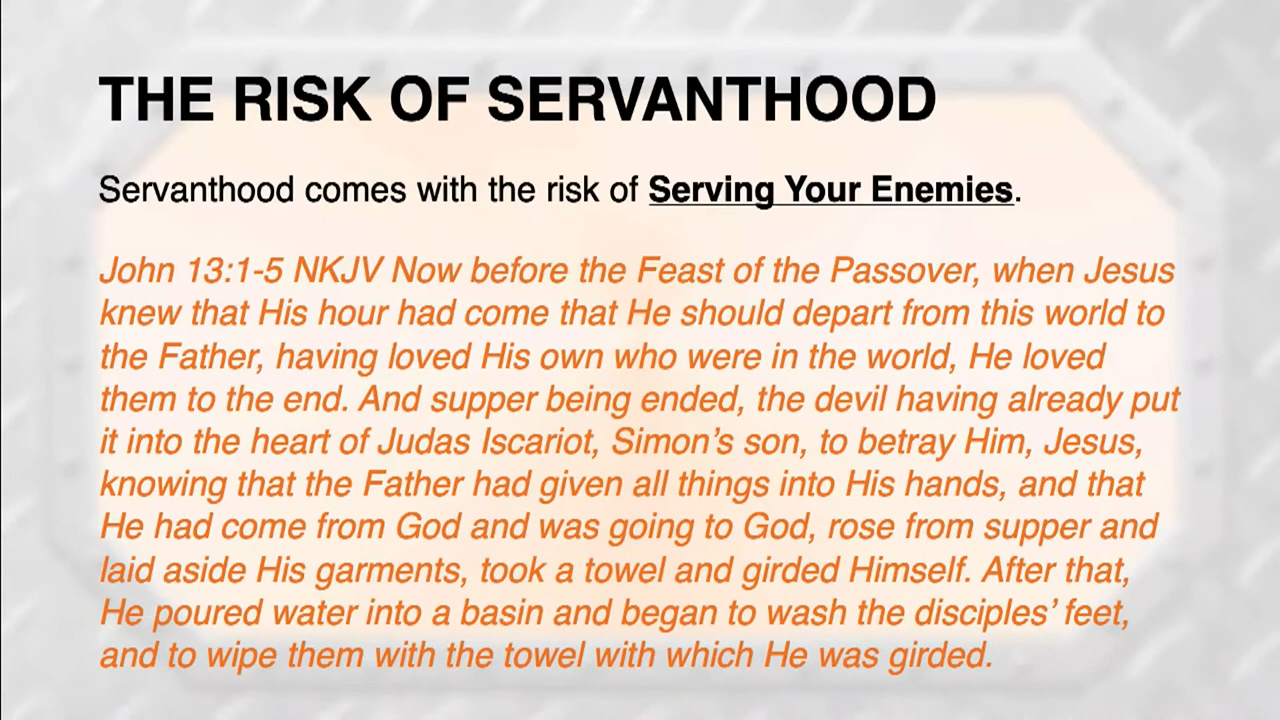 THE RISK OF SERVANTHOOD
Servanthood comes with the risk of Serving Your Enemies.
John 13:1-5 NKJV Now before the Feast of the Passover, when Jesus
knew that His hour had come that He should depart from this world to
the Father, having loved His own who were in the world, He loved
them to the end. And supper being ended, the devil having already put
it into the heart of Judas Iscariot, Simon’s son, to betray Him, Jesus,
knowing that the Father had given all things into His hands, and that
He had come from God and was going to God, rose from supper and
laid aside His garments, took a towel and girded Himself. After that,
He poured water into a basin and began to wash the disciples’ feet,
and to wipe them with the towel with which He was girded.